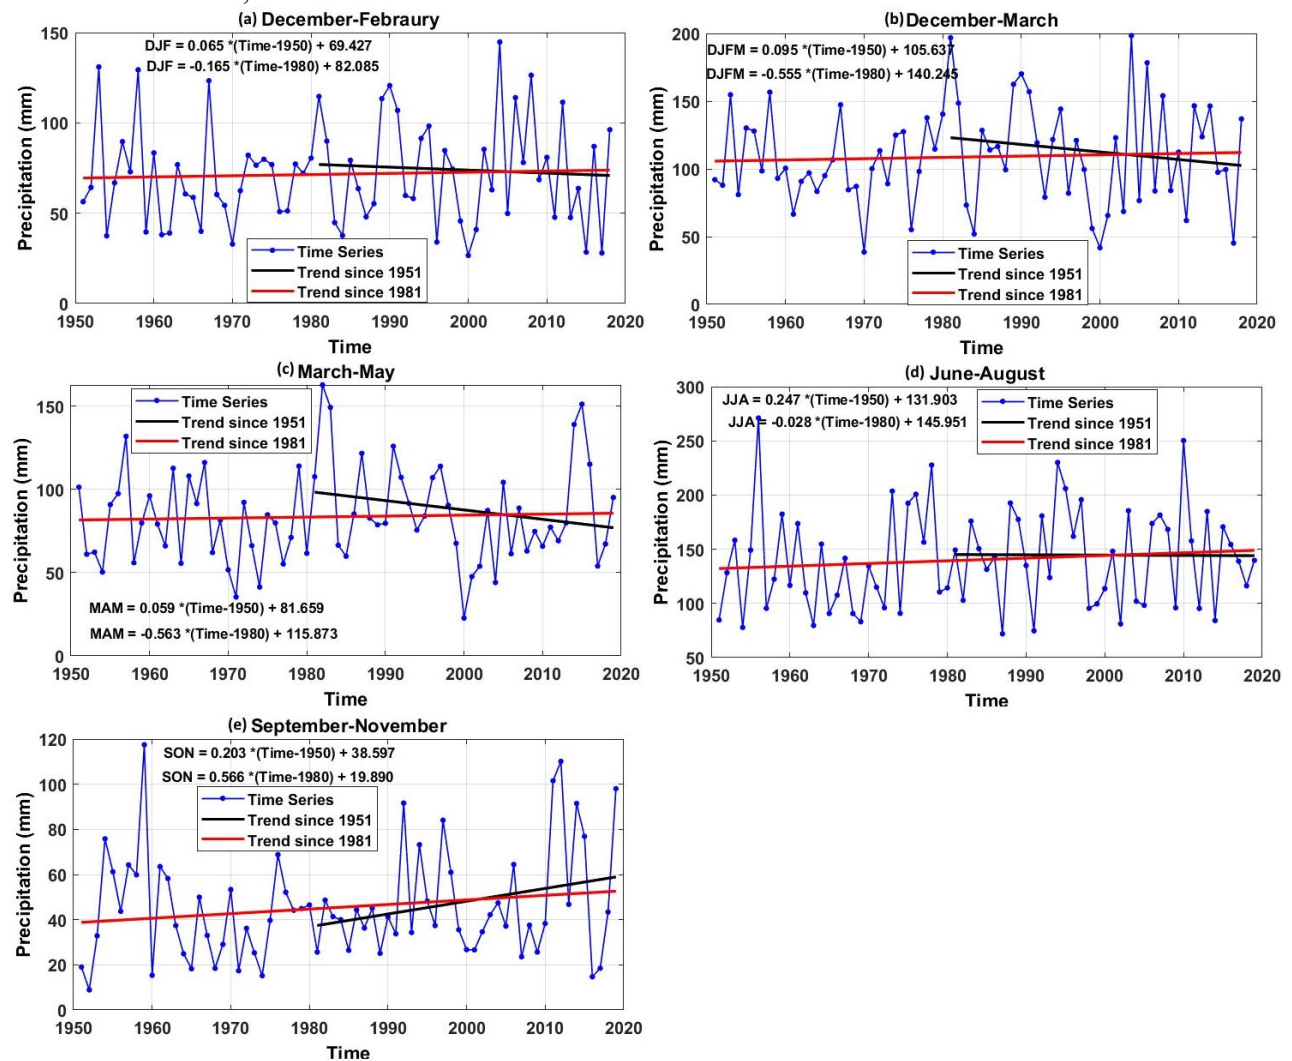 (a) December-Febraury
DJF = 0.065 *(Time-1950) + 69.427
DJF = -0.165 *(Time-1980) + 82.085
Time Series
Trend since 1951
Trend since 1981
Precipitation (mm)
150
100
50
0
1950 1960 1970 1980 1990 2000 2010 2020
Time
(b) December-March
DJFM = 0.095 *(Time-1950) + 105.637
DJFM = -0.555 *(Time-1980) + 140.245
Time Series
Trend since 1951
Trend since 1981
Precipitation (mm)
200
150
100
50
0
1950 1960 1970 1980 1990 2000 2010 2020
Time
(c) March-May
Time Series
Trend since 1951
Trend since 1981
MAM = 0.059 *(Time-1950) + 81.659
MAM = -0.563 *(Time-1980) + 115.873
Precipitation (mm)
150
100
50
0
1950 1960 1970 1980 1990 2000 2010 2020
Time
(d) June-August
JJA = 0.247 *(Time-1950) + 131.903
JJA = -0.028 *(Time-1980) + 145.951
Time Series
Trend since 1951
Trend since 1981
Precipitation (mm)
300
250
200
150
100
50
1950 1960 1970 1980 1990 2000 2010 2020
Time
(e) September-November
SON = 0.203 *(Time-1950) + 38.597
SON = 0.566 *(Time-1980) + 19.890
Time Series
Trend since 1951
Trend since 1981
Precipitation (mm)
120
100
80
60
40
20
0
1950 1960 1970 1980 1990 2000 2010 2020
Time